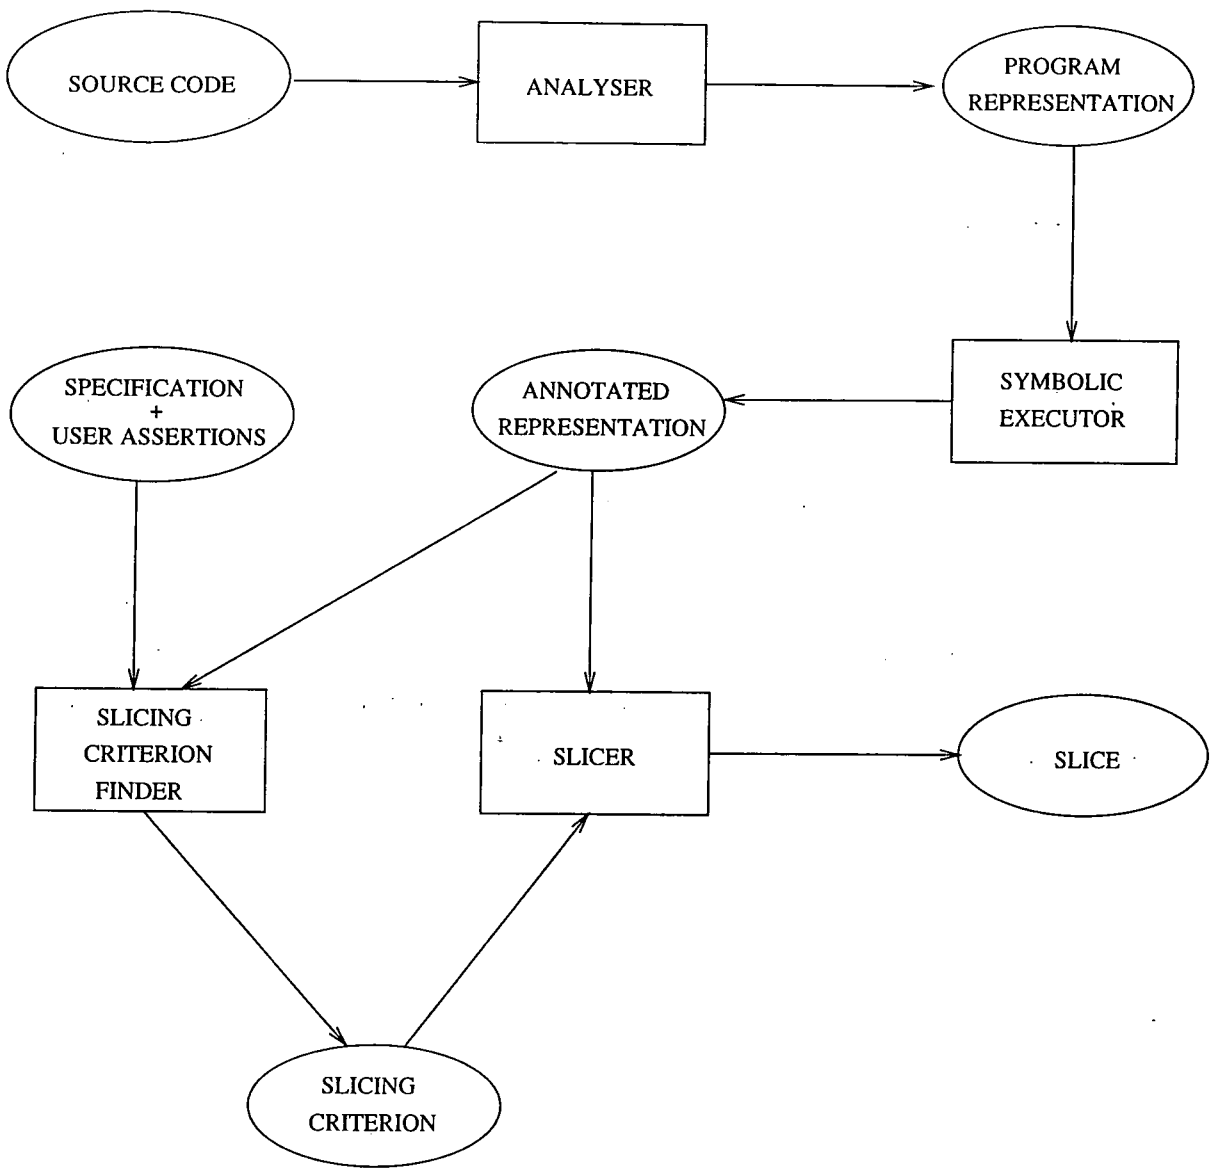 SOURCE CODE
ANALYSER
PROGRAM
REPRESENTATION
SPECIFICATION
+
USER ASSERTIONS
ANNOTATED
REPRESENTATION
SYMBOLIC
EXECUTOR
SLICING
CRITERION
FINDER
SLICER
SLICE
SLICING
CRITERION